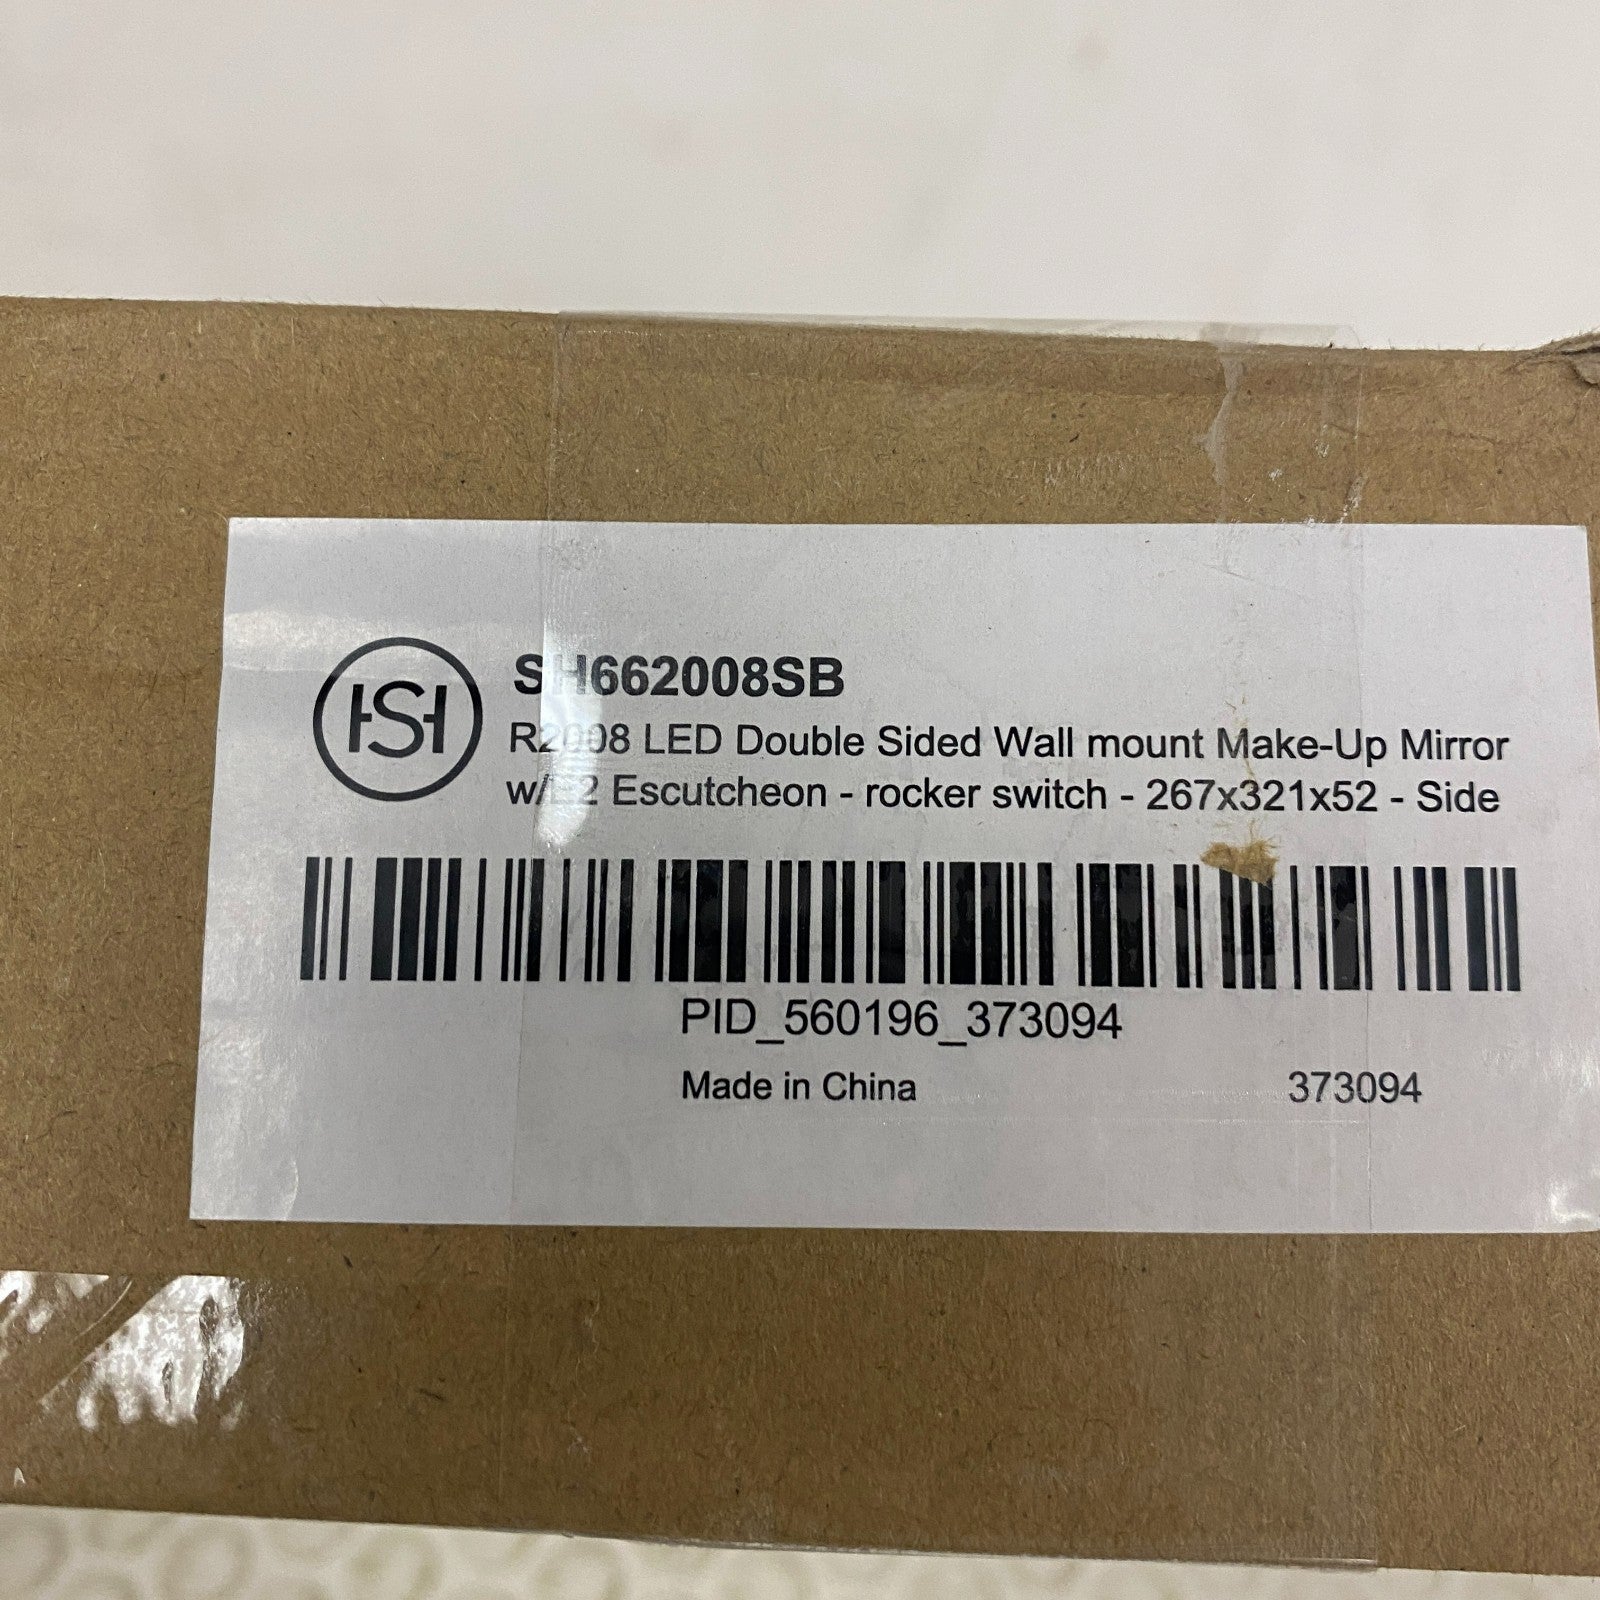 SH
SH662008SB
R2008 LED Double Sided Wall mount Make-Up Mirror
w/E2 Escutcheon - rocker switch - 267x321x52 - Side
PID_560196_373094
Made in China 373094